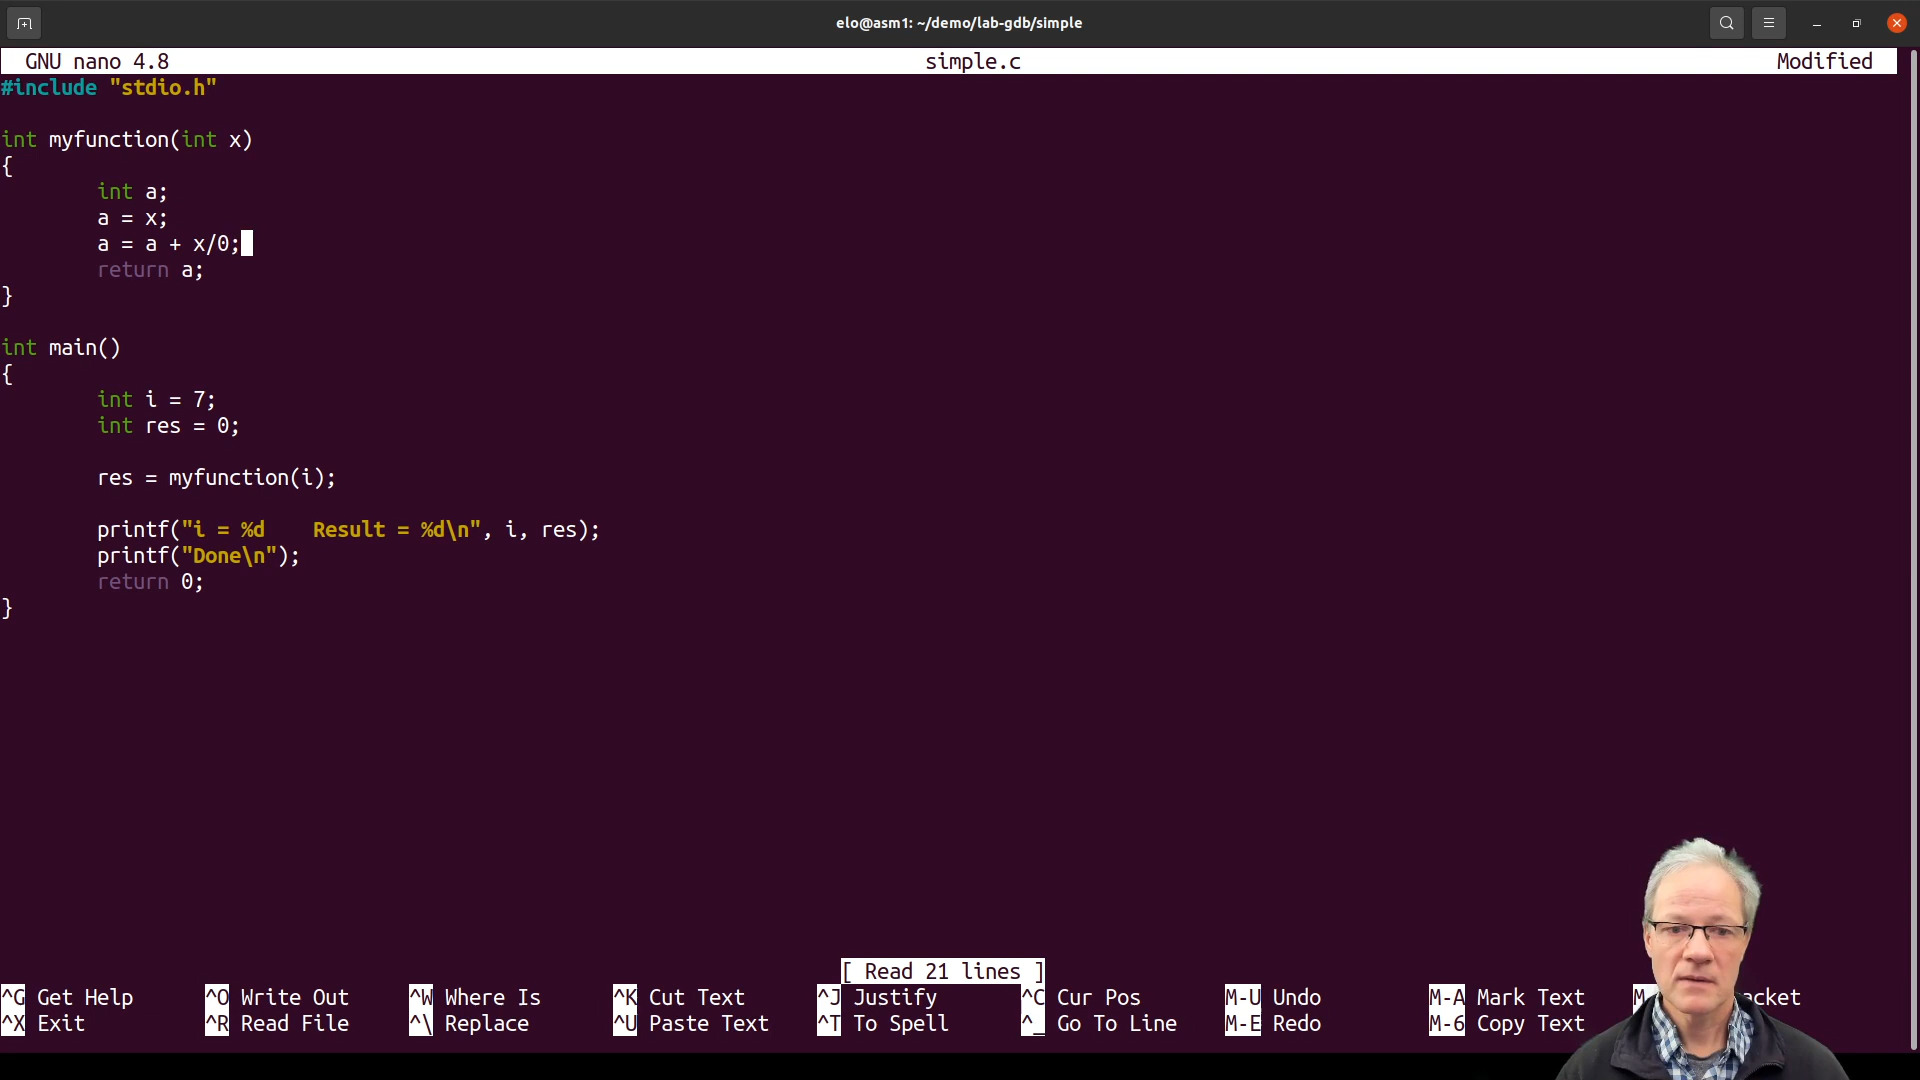 elo@asm1: ~/demo/lab-gdb/simple
GNU nano 4.8 simple.c Modified
#include "stdio.h"
int myfunction(int x)
{
int a;
a = x;
a = a + x/0;
return a;
}
int main()
{
int i = 7;
int res = 0;
res = myfunction(i);
printf("i = %d    Result = %d\n", i, res);
printf("Done\n");
return 0;
}
[ Read 21 lines ]
^G Get Help ^O Write Out ^W Where Is ^K Cut Text ^J Justify ^C Cur Pos M-U Undo M-A Mark Text
^X Exit ^R Read File ^\ Replace ^U Paste Text ^T To Spell ^_ Go To Line M-E Redo M-6 Copy Text